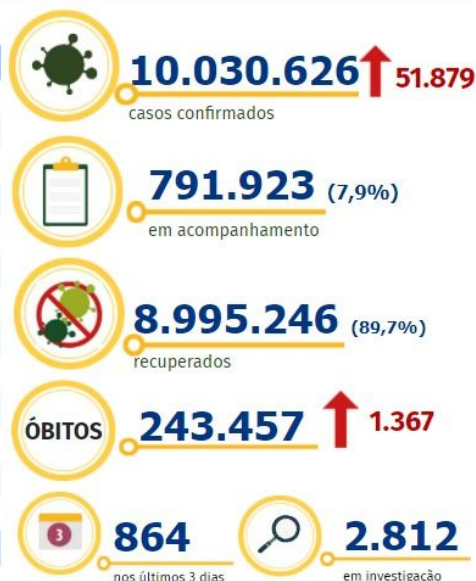 10.030.626 51.879
casos confirmados
791.923 (7,9%)
em acompanhamento
8.995.246 (89,7%)
recuperados
ÓBITOS 243.457 1.367
3 864 2.812
nos últimos 3 dias em investigação